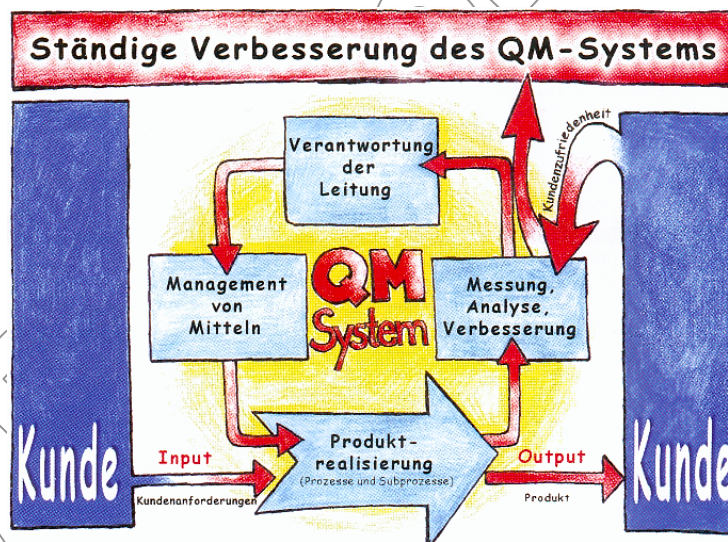 Ständige Verbesserung des QM-Systems
Verantwortung
der
Leitung
Kundenzufriedenheit
Management
von
Mitteln
QM
System
Messung,
Analyse,
Verbesserung
Kunde
Input
Kundenanforderungen
Produkt-
realisierung
(Prozesse und Subprozesse)
Output
Produkt
Kunde